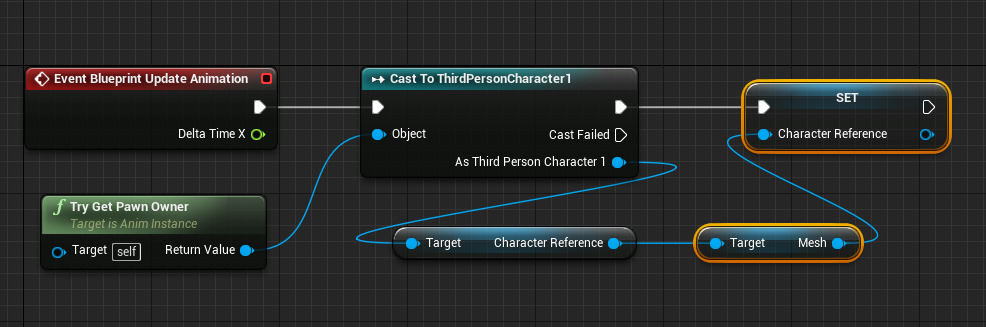 Event Blueprint Update Animation
Delta Time X
Cast To ThirdPersonCharacter1
Object
Cast Failed
As Third Person Character 1
SET
Character Reference
f Try Get Pawn Owner
Target is Anim Instance
Target self Return Value
Target Character Reference
Target Mesh